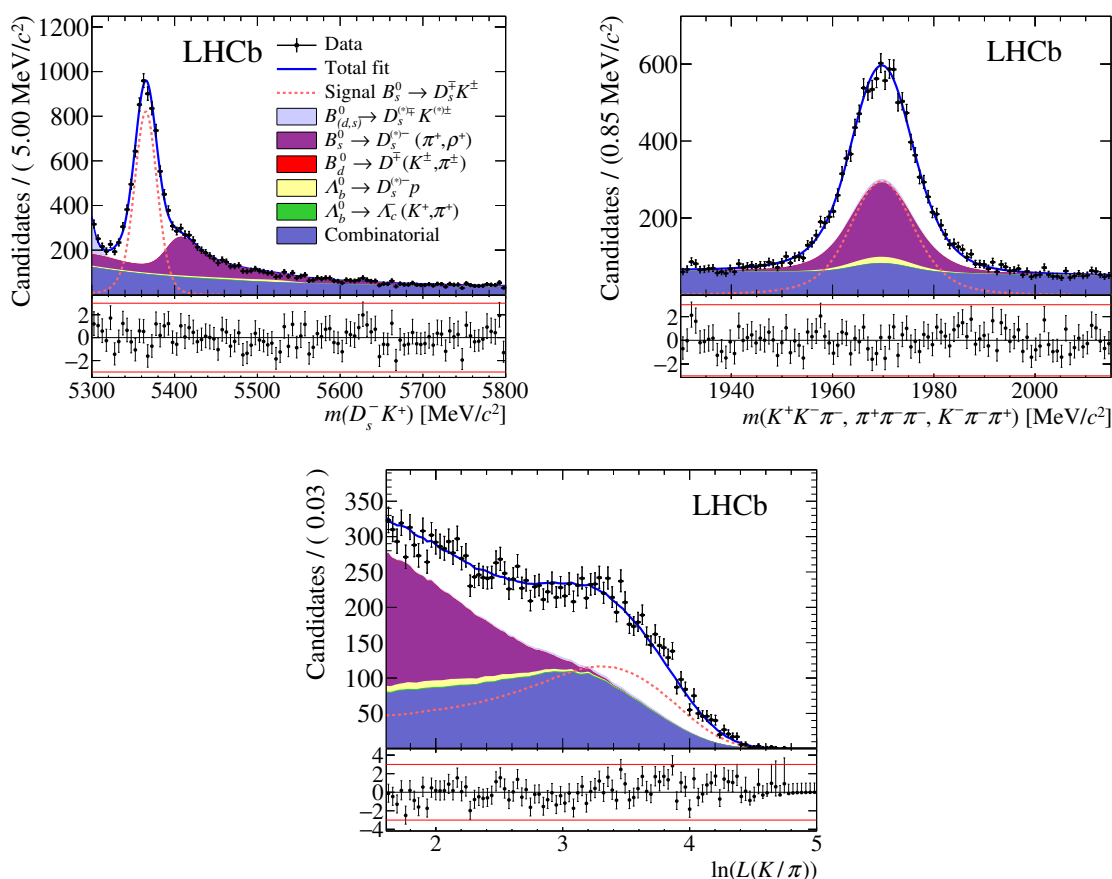 Candidates / ( 5.00 MeV/c²)
1200
1000
800
600
400
200
LHCb
Data
Total fit
Signal B_s^0 → D_s^∓ K^±
B_(d,s)^0 → D_s^(*)∓ K^(*)±
B_s^0 → D_s^(*)− (π⁺,ρ⁺)
B_d^0 → D^∓ (K^±,π^±)
Λ_b^0 → D_s^(*)− p
Λ_b^0 → Λ_c^− (K⁺,π⁺)
Combinatorial
2
0
−2
5300 5400 5500 5600 5700 5800
m(D_s^− K⁺) [MeV/c²]
Candidates / (0.85 MeV/c²)
600
400
200
LHCb
2
0
−2
1940 1960 1980 2000
m(K⁺K⁻π⁻, π⁺π⁻π⁻, K⁻π⁻π⁺) [MeV/c²]
Candidates / ( 0.03 )
350
300
250
200
150
100
50
LHCb
4
2
0
−2
−4
2 3 4 5
ln(L(K/π))